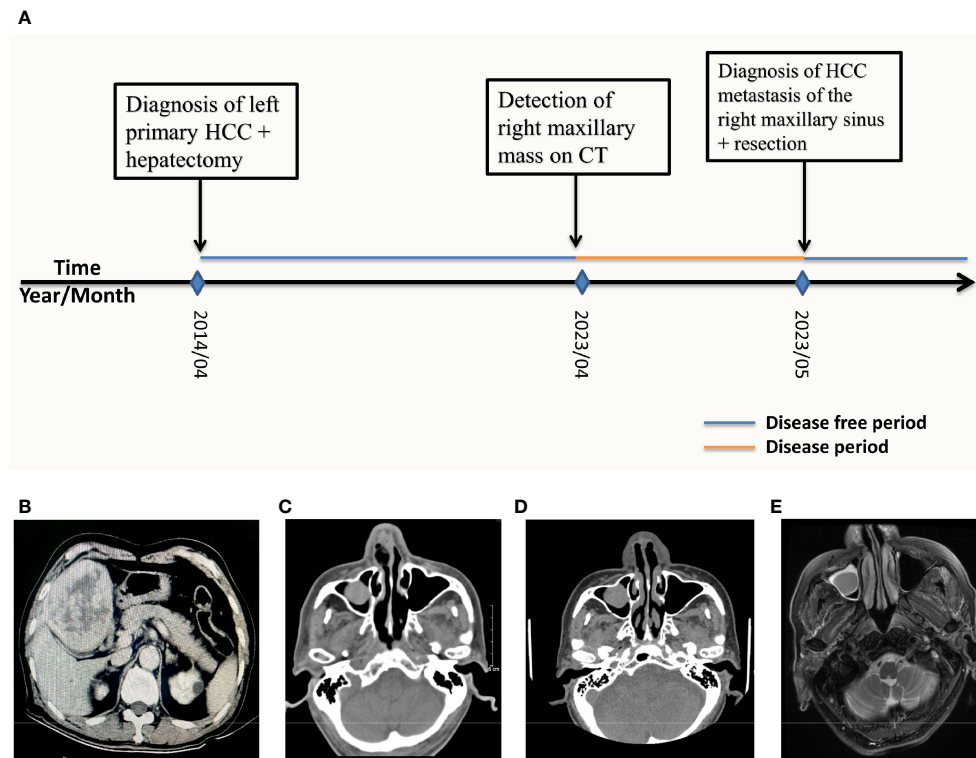 A
Diagnosis of left
primary HCC +
hepatectomy
Detection of
right maxillary
mass on CT
Diagnosis of HCC
metastasis of the
right maxillary sinus
+ resection
Time
Year/Month
2014/04
2023/04
2023/05
Disease free period
Disease period
B
C
D
E